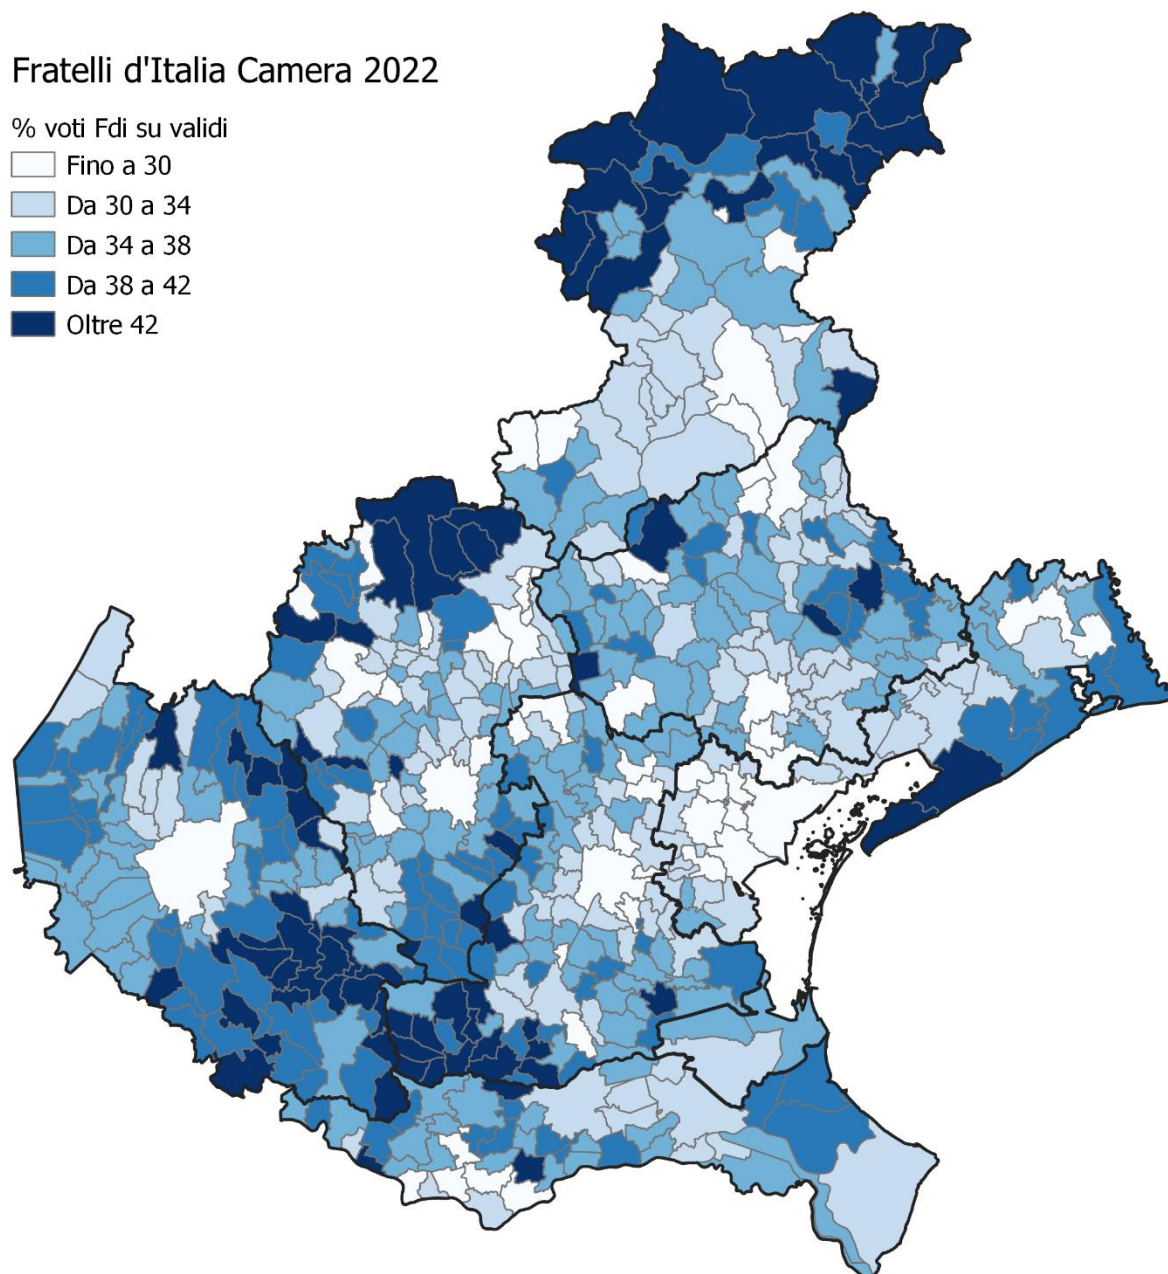 Fratelli d'Italia Camera 2022
% voti Fdi su validi
Fino a 30
Da 30 a 34
Da 34 a 38
Da 38 a 42
Oltre 42